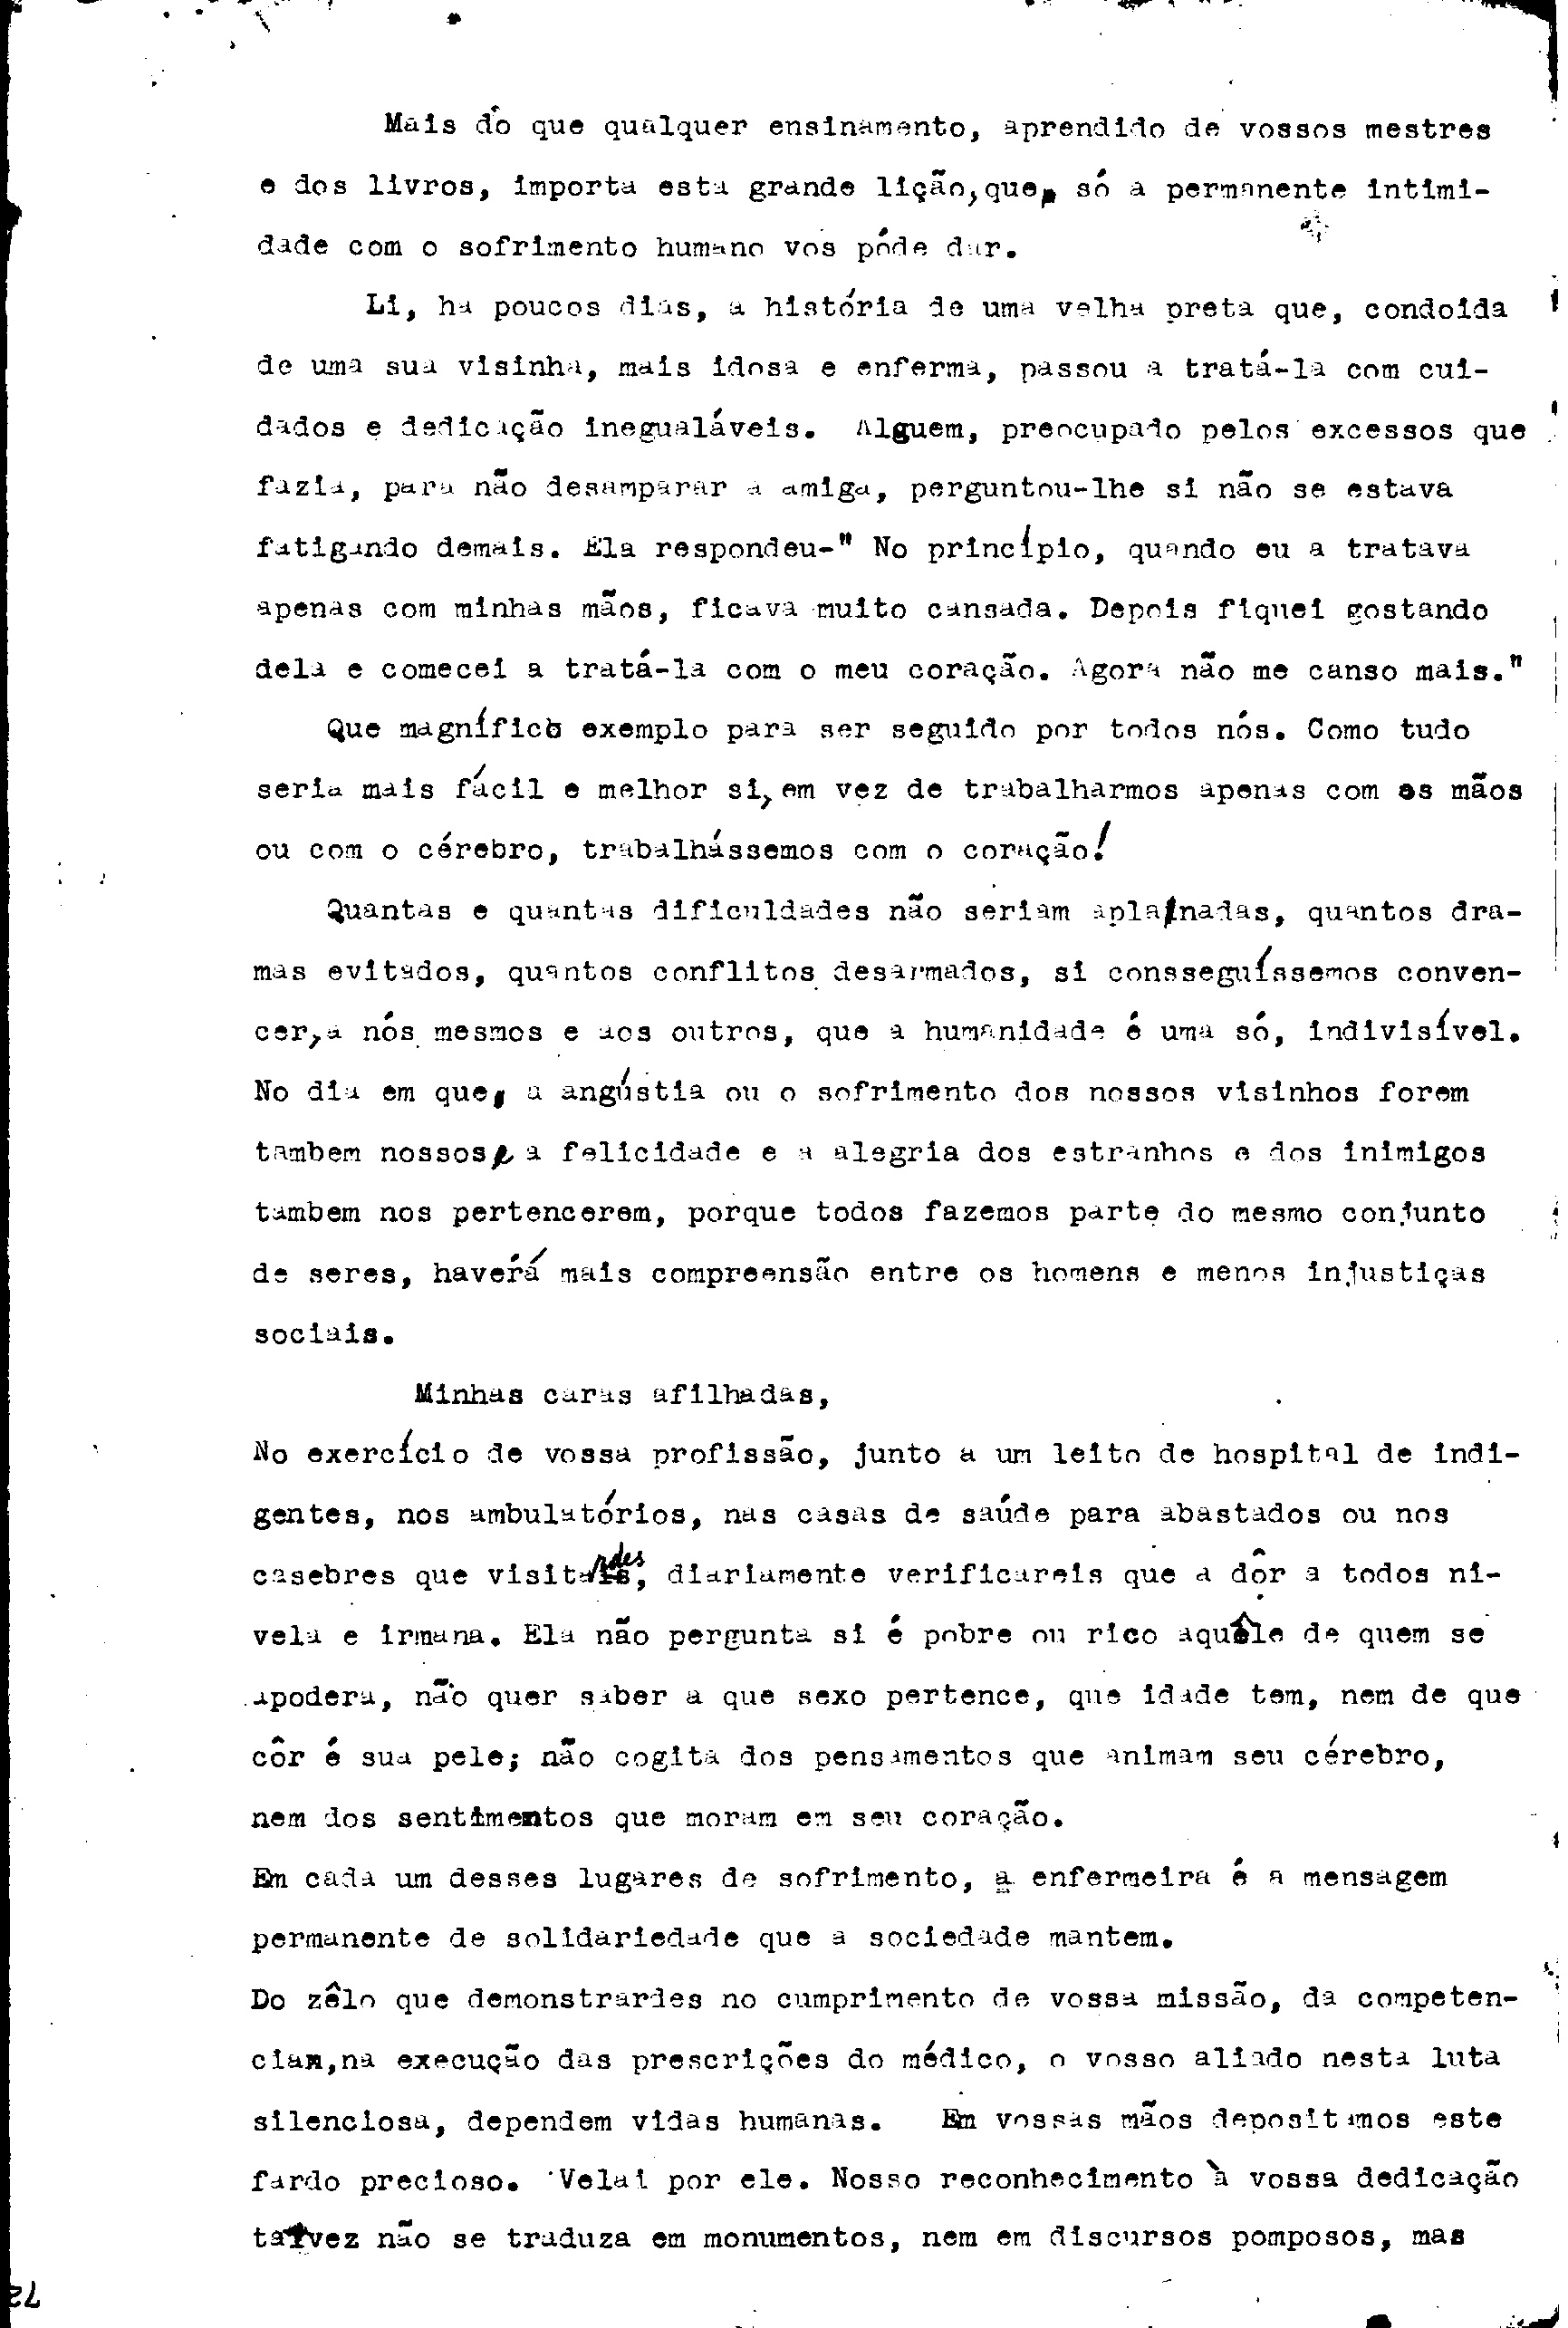 Mais do que qualquer ensinamento, aprendido de vossos mestres
e dos livros, importa esta grande lição, que, só a permanente intimi-
dade com o sofrimento humano vos póde dar.
Li, ha poucos dias, a história de uma velha preta que, condoida
de uma sua visinha, mais idosa e enferma, passou a tratá-la com cui-
dados e dedicação inegualáveis. Alguem, preocupado pelos excessos que
fazia, para não desamparar a amiga, perguntou-lhe si não se estava
fatigando demais. Ela respondeu-" No princípio, quando eu a tratava
apenas com minhas mãos, ficava muito cansada. Depois fiquei gostando
dela e comecei a tratá-la com o meu coração. Agora não me canso mais."
Que magnífico exemplo para ser seguido por todos nós. Como tudo
seria mais fácil e melhor si, em vez de trabalharmos apenas com as mãos
ou com o cérebro, trabalhássemos com o coração!
Quantas e quantas dificuldades não seriam aplainadas, quantos dra-
mas evitados, quantos conflitos desarmados, si consseguíssemos conven-
cer, a nós mesmos e aos outros, que a humanidade é uma só, indivisível.
No dia em que, a angústia ou o sofrimento dos nossos visinhos forem
tambem nossos e a felicidade e a alegria dos estranhos e dos inimigos
tambem nos pertencerem, porque todos fazemos parte do mesmo conjunto
de seres, haverá mais compreensão entre os homens e menos injustiças
sociais.
Minhas caras afilhadas,
No exercício de vossa profissão, junto a um leito de hospital de indi-
gentes, nos ambulatórios, nas casas de saúde para abastados ou nos
casebres que visitardes, diariamente verificareis que a dôr a todos ni-
vela e irmana. Ela não pergunta si é pobre ou rico aquêle de quem se
apodera, não quer saber a que sexo pertence, que idade tem, nem de que
côr é sua pele; não cogita dos pensamentos que animam seu cérebro,
nem dos sentimentos que moram em seu coração.
Em cada um desses lugares de sofrimento, a enfermeira é a mensagem
permanente de solidariedade que a sociedade mantem.
Do zêlo que demonstrardes no cumprimento de vossa missão, da competen-
cia, na execução das prescrições do médico, o vosso aliado nesta luta
silenciosa, dependem vidas humanas. Em vossas mãos depositamos este
fardo precioso. Velai por ele. Nosso reconhecimento à vossa dedicação
talvez não se traduza em monumentos, nem em discursos pomposos, mas